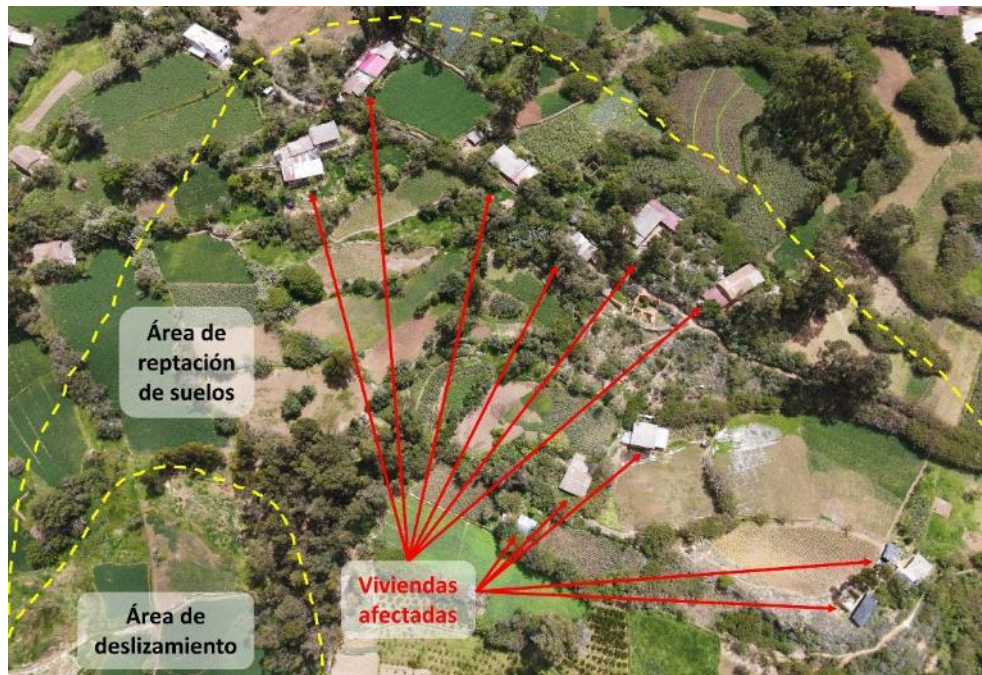 Área de
reptación
de suelos
Viviendas
afectadas
Área de
deslizamiento